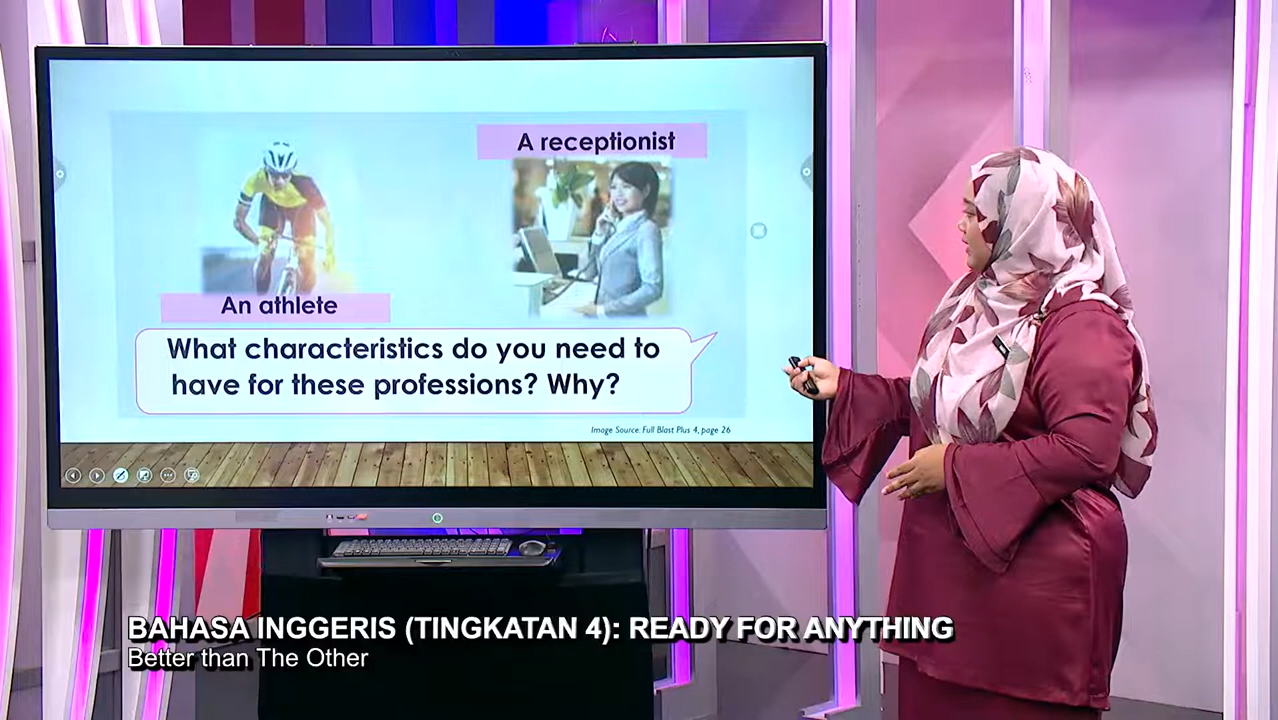 A receptionist
An athlete
What characteristics do you need to
have for these professions? Why?
Image Source: Full Blast Plus 4, page 26
BAHASA INGGERIS (TINGKATAN 4): READY FOR ANYTHING
Better than The Other